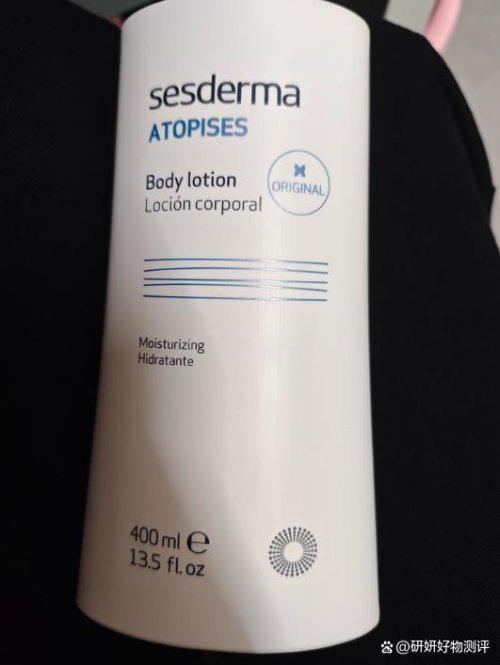 sesderma
ATOPISES
Body lotion
Loción corporal
ORIGINAL
Moisturizing
Hidratante
400 ml e
13.5 fl. oz
@研妍好物测评